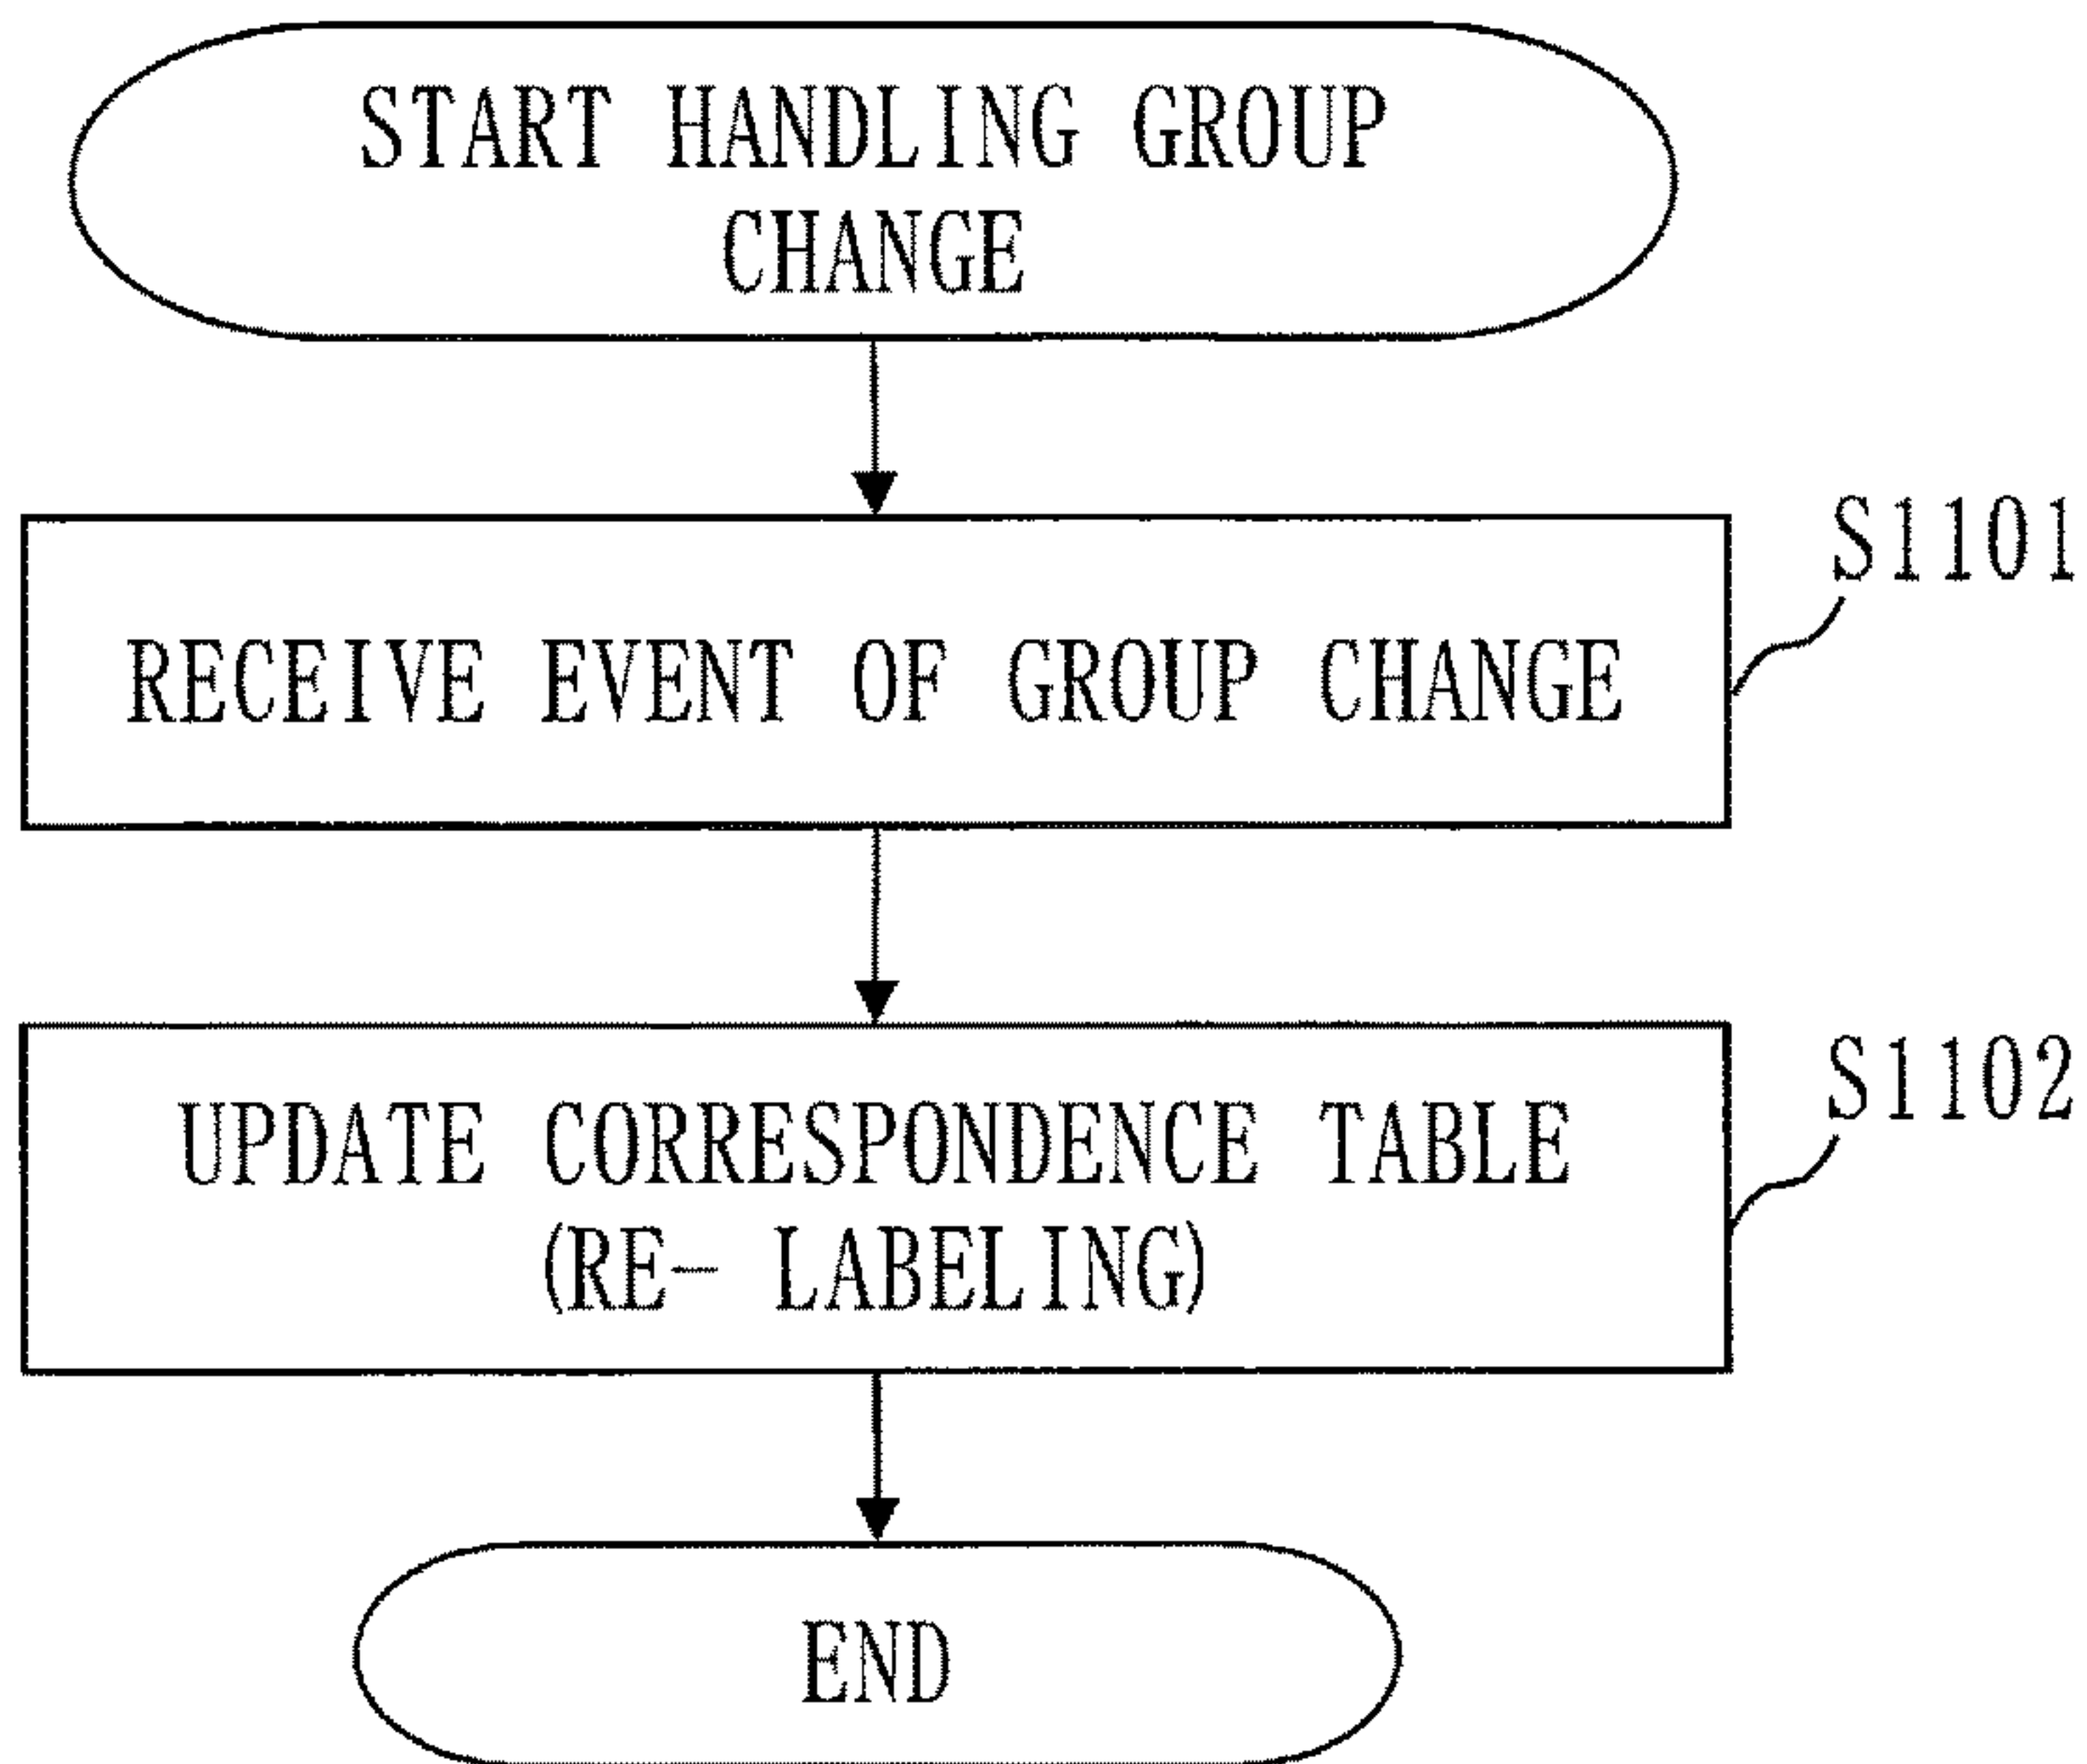 START HANDLING GROUP
CHANGE
S1101
RECEIVE EVENT OF GROUP CHANGE
S1102
UPDATE CORRESPONDENCE TABLE
(RE- LABELING)
END